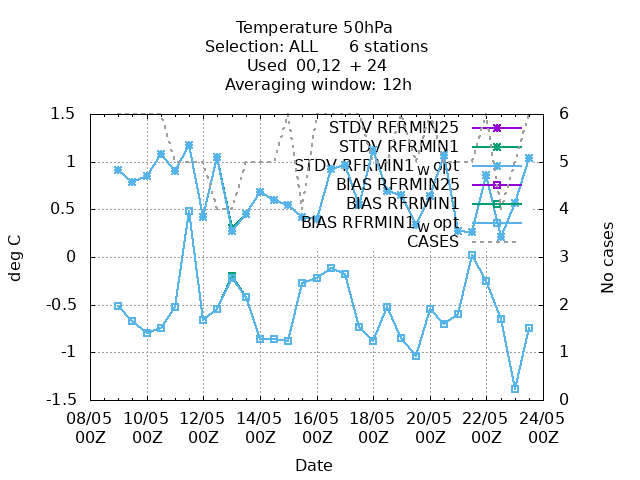 Temperature 50hPa
Selection: ALL 6 stations
Used 00,12 + 24
Averaging window: 12h
1.5
1
0.5
0
-0.5
-1
-1.5
deg C
6
5
4
3
2
1
0
No cases
STDV RFRMIN25
STDV RFRMIN1
STDV RFRMIN1w opt
BIAS RFRMIN25
BIAS RFRMIN1
BIAS RFRMIN1w opt
CASES
08/05 10/05 12/05 14/05 16/05 18/05 20/05 22/05 24/05
00Z 00Z 00Z 00Z 00Z 00Z 00Z 00Z 00Z
Date